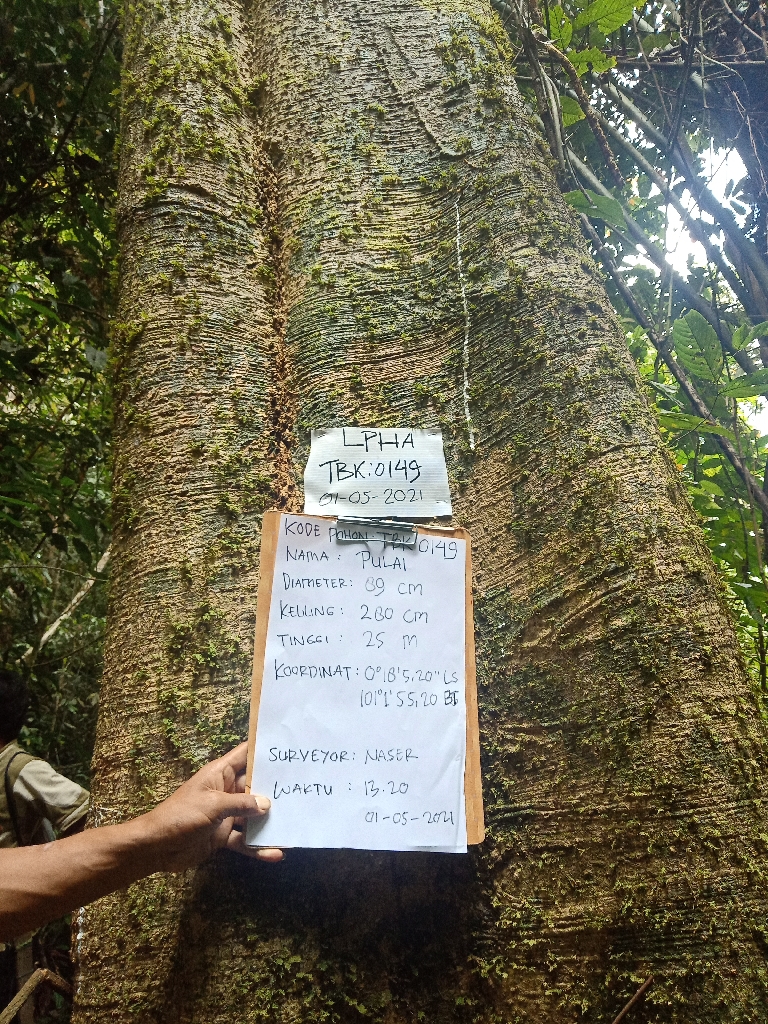 LPHA
TBK:0149
01-05-2021
KODE POHON: TBK 0149
NAMA : PULAI
DIAMETER: 89 cm
KELILING: 280 cm
TINGGI : 25 M
KOORDINAT: 0°18'5,20" LS
101°1'55,20 BT
SURVEYOR: NASER
WAKTU : 13.20
01-05-2021